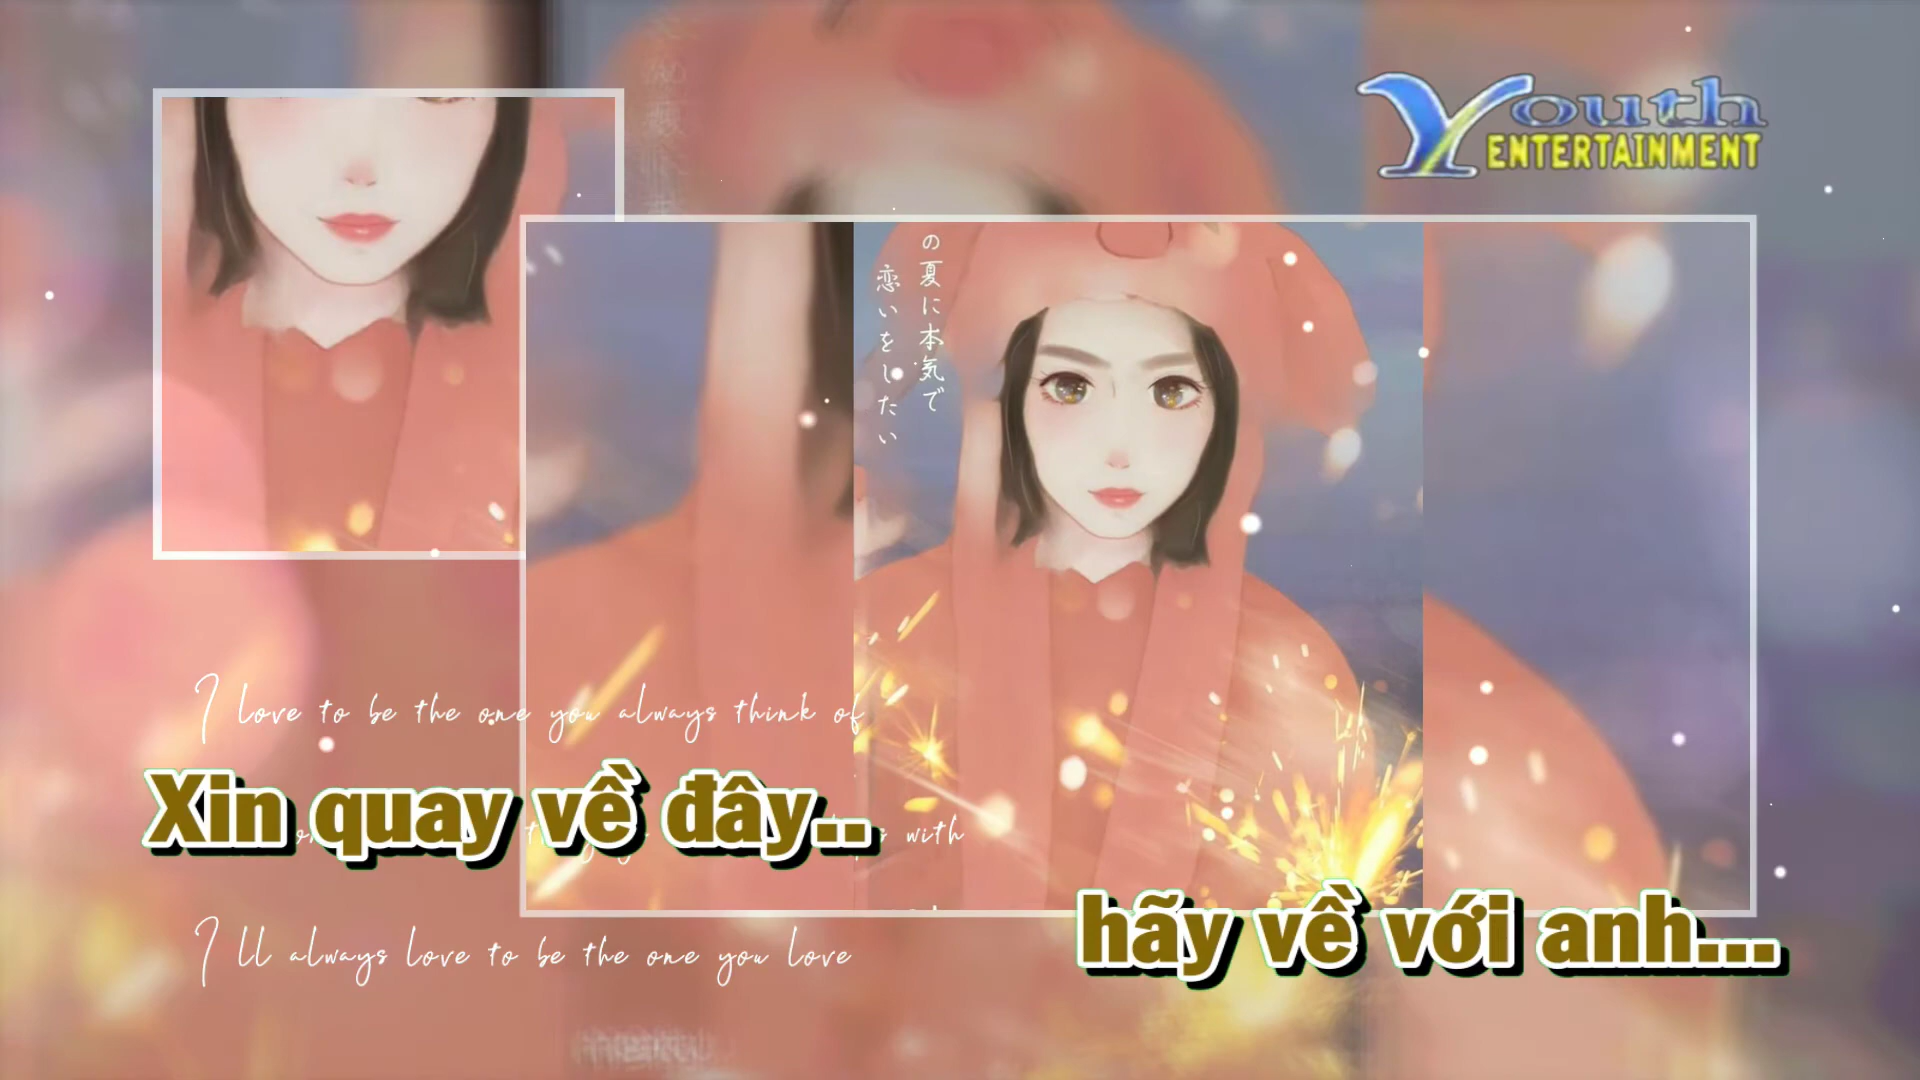 Youth
ENTERTAINMENT
の夏に本気で
恋いをしたい
I love to be the one you always think of
Xin quay về đây..
with
hãy về với anh...
I ll always love to be the one you love